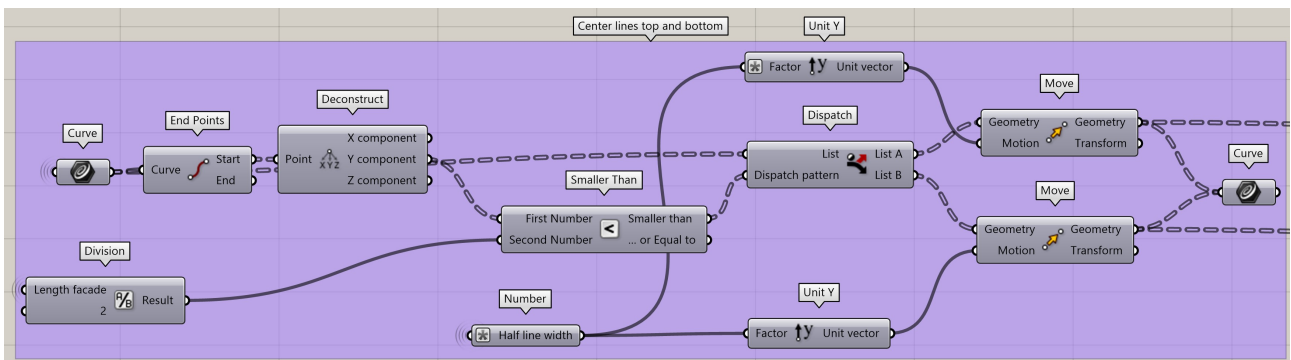 Center lines top and bottom
Unit Y
Factor y Unit vector
Move
Deconstruct
Dispatch
Geometry Geometry
Motion Transform
Curve
End Points
X component
Point XYZ Y component
Z component
List List A
Dispatch pattern List B
Curve
Curve Start
End
Smaller Than
Move
First Number < Smaller than
Second Number ... or Equal to
Geometry Geometry
Motion Transform
Division
Length facade A/B Result
2
Number
Half line width
Unit Y
Factor y Unit vector